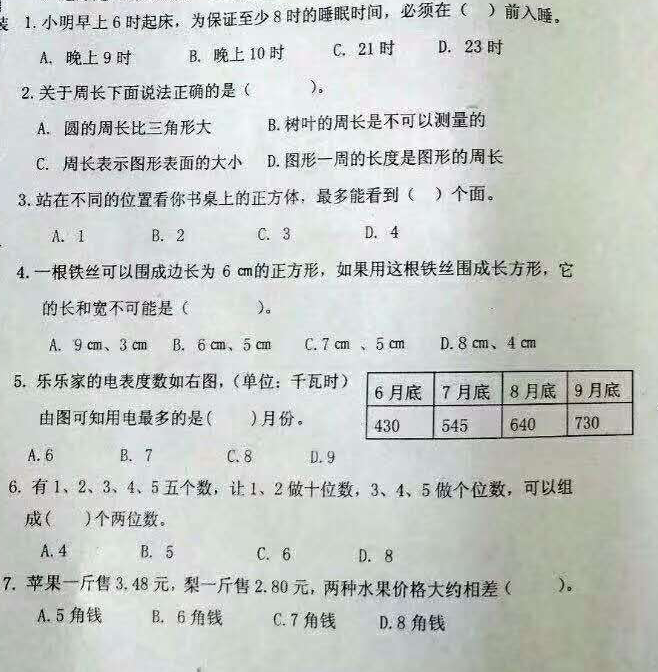 装 1. 小明早上 6 时起床，为保证至少 8 时的睡眠时间，必须在（ ）前入睡。
A. 晚上 9 时 B. 晚上 10 时 C. 21 时 D. 23 时
2. 关于周长下面说法正确的是（ ）。
A. 圆的周长比三角形大 B. 树叶的周长是不可以测量的
C. 周长表示图形表面的大小 D. 图形一周的长度是图形的周长
3. 站在不同的位置看你书桌上的正方体，最多能看到（ ）个面。
A. 1 B. 2 C. 3 D. 4
4. 一根铁丝可以围成边长为 6 ㎝的正方形，如果用这根铁丝围成长方形，它
的长和宽不可能是（ ）。
A. 9 ㎝、3 ㎝ B. 6 ㎝、5 ㎝ C. 7 ㎝ 、5 ㎝ D. 8 ㎝、4 ㎝
5. 乐乐家的电表度数如右图，（单位：千瓦时）
由图可知用电最多的是( )月份。
6 月底 7 月底 8 月底 9 月底
430 545 640 730
A. 6 B. 7 C. 8 D. 9
6. 有 1、2、3、4、5 五个数，让 1、2 做十位数，3、4、5 做个位数，可以组
成( )个两位数。
A. 4 B. 5 C. 6 D. 8
7. 苹果一斤售 3.48 元，梨一斤售 2.80 元，两种水果价格大约相差（ ）。
A. 5 角钱 B. 6 角钱 C. 7 角钱 D. 8 角钱